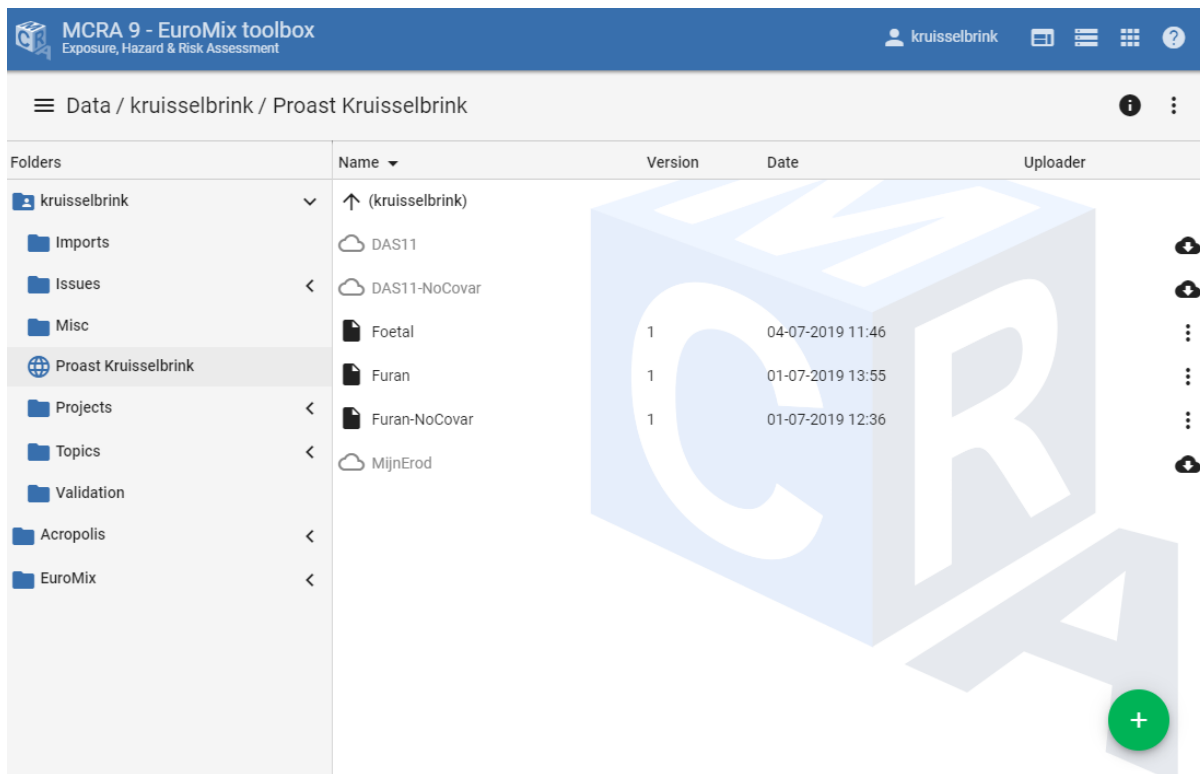 MCRA 9 - EuroMix toolbox
Exposure, Hazard & Risk Assessment
kruisselbrink
Data / kruisselbrink / Proast Kruisselbrink
Folders
Name Version Date Uploader
kruisselbrink
(kruisselbrink)
Imports
DAS11
Issues
DAS11-NoCovar
Misc
Foetal 1 04-07-2019 11:46
Proast Kruisselbrink
Furan 1 01-07-2019 13:55
Projects
Furan-NoCovar 1 01-07-2019 12:36
Topics
MijnErod
Validation
Acropolis
EuroMix
M
C
R
A